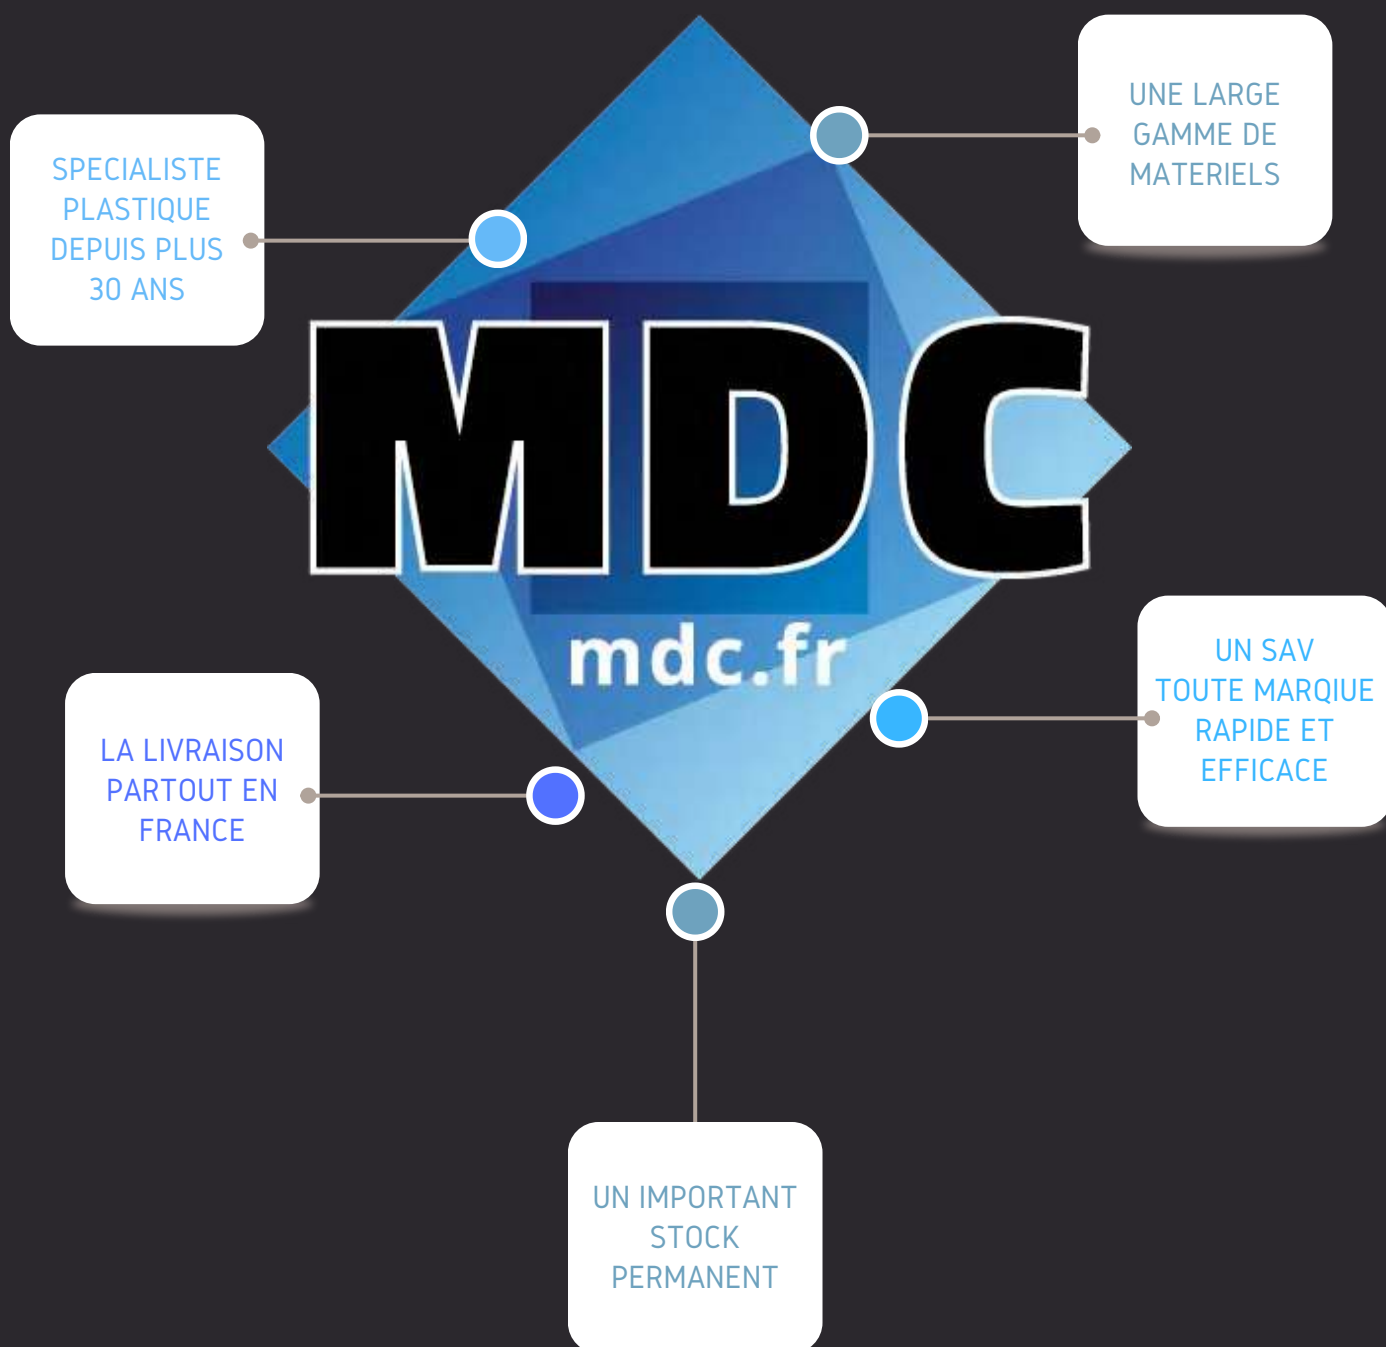 UNE LARGE
GAMME DE
MATERIELS
SPECIALISTE
PLASTIQUE
DEPUIS PLUS
30 ANS
MDC
mdc.fr
UN SAV
TOUTE MARQIUE
RAPIDE ET
EFFICACE
LA LIVRAISON
PARTOUT EN
FRANCE
UN IMPORTANT
STOCK
PERMANENT